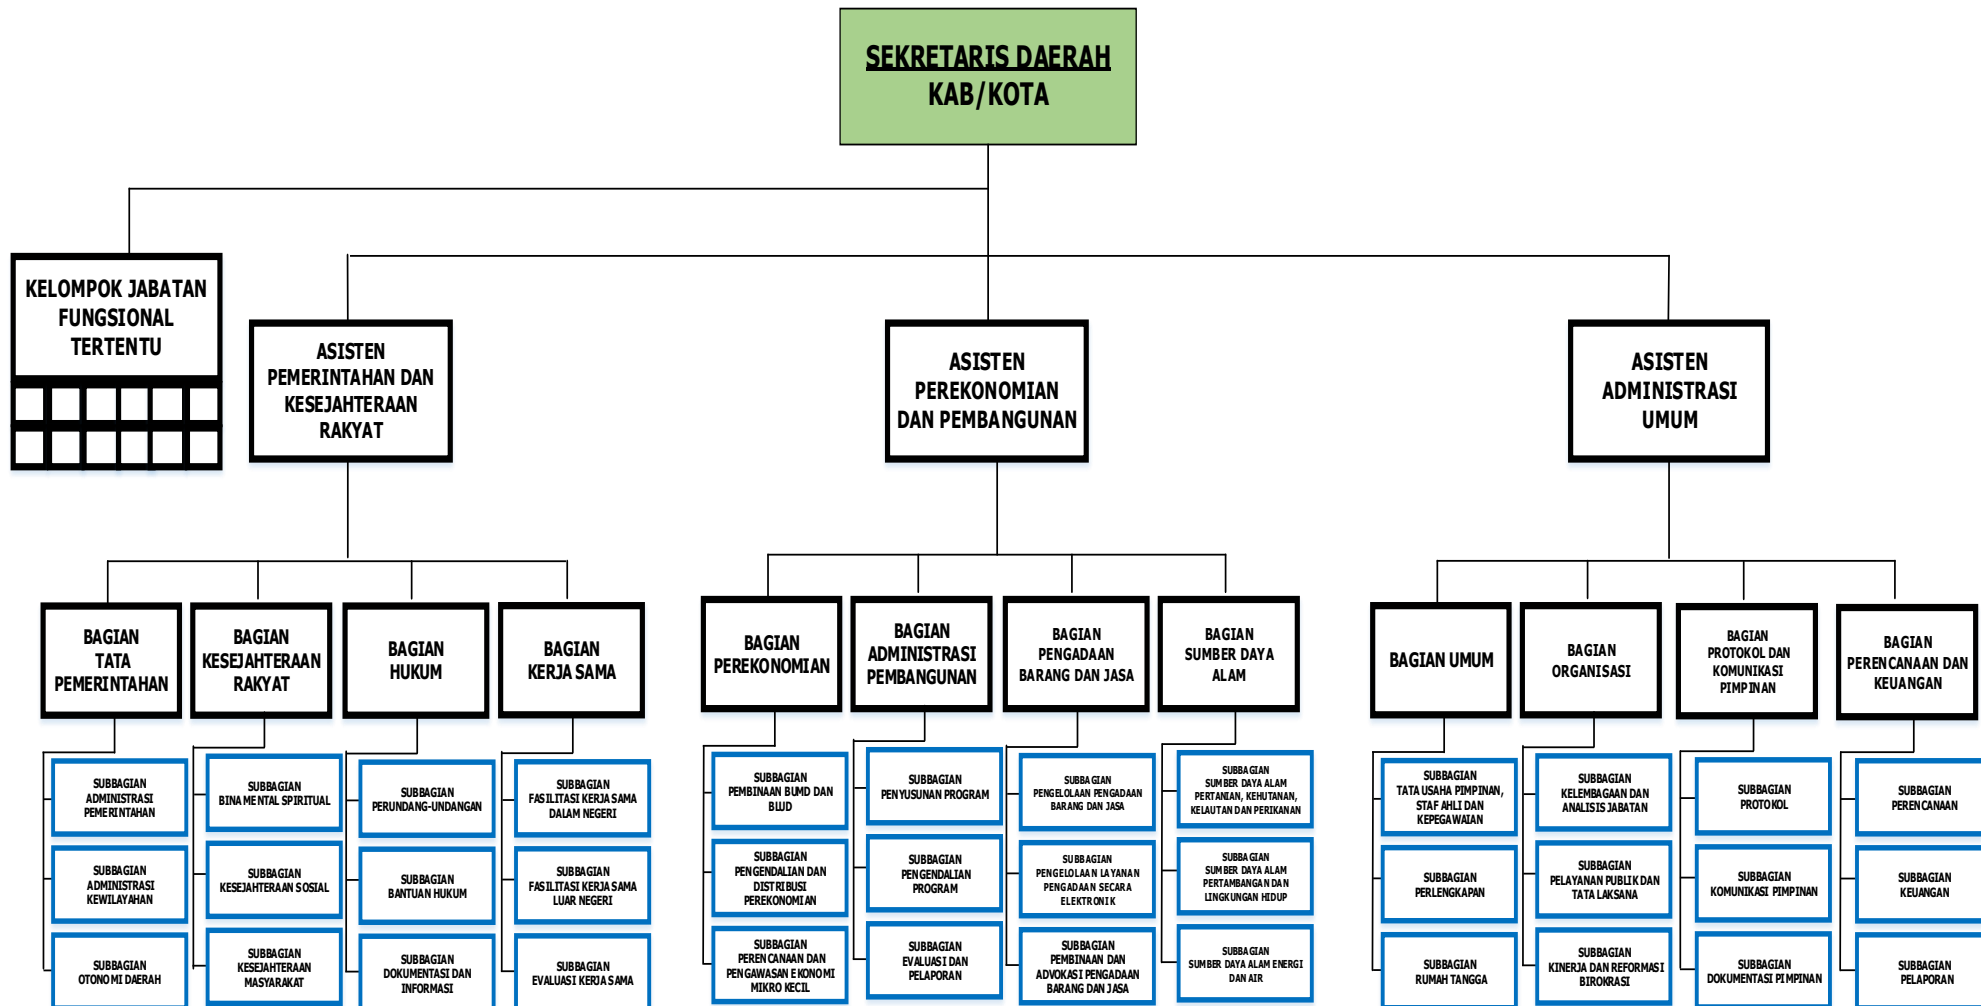 SEKRETARIS DAERAH
KAB/KOTA
KELOMPOK JABATAN
FUNGSIONAL
TERTENTU
ASISTEN
PEMERINTAHAN DAN
KESEJAHTERAAN
RAKYAT
ASISTEN
PEREKONOMIAN
DAN PEMBANGUNAN
ASISTEN
ADMINISTRASI
UMUM
BAGIAN
TATA
PEMERINTAHAN
BAGIAN
KESEJAHTERAAN
RAKYAT
BAGIAN
HUKUM
BAGIAN
KERJA SAMA
BAGIAN
PEREKONOMIAN
BAGIAN
ADMINISTRASI
PEMBANGUNAN
BAGIAN
PENGADAAN
BARANG DAN JASA
BAGIAN
SUMBER DAYA
ALAM
BAGIAN UMUM
BAGIAN
ORGANISASI
BAGIAN
PROTOKOL DAN
KOMUNIKASI
PIMPINAN
BAGIAN
PERENCANAAN DAN
KEUANGAN
SUBBAGIAN
ADMINISTRASI
PEMERINTAHAN
SUBBAGIAN
BINA MENTAL SPIRITUAL
SUBBAGIAN
PERUNDANG-UNDANGAN
SUBBAGIAN
FASILITASI KERJA SAMA
DALAM NEGERI
SUBBAGIAN
PEMBINAAN BUMD DAN
BLUD
SUBBAGIAN
PENYUSUNAN PROGRAM
SUBBAGIAN
PENGELOLAAN PENGADAAN
BARANG DAN JASA
SUBBAGIAN
SUMBER DAYA ALAM
PERTANIAN, KEHUTANAN,
KELAUTAN DAN PERIKANAN
SUBBAGIAN
TATA USAHA PIMPINAN,
STAF AHLI DAN
KEPEGAWAIAN
SUBBAGIAN
KELEMBAGAAN DAN
ANALISIS JABATAN
SUBBAGIAN
PROTOKOL
SUBBAGIAN
PERENCANAAN
SUBBAGIAN
ADMINISTRASI
KEWILAYAHAN
SUBBAGIAN
KESEJAHTERAAN SOSIAL
SUBBAGIAN
BANTUAN HUKUM
SUBBAGIAN
FASILITASI KERJA SAMA
LUAR NEGERI
SUBBAGIAN
PENGENDALIAN DAN
DISTRIBUSI
PEREKONOMIAN
SUBBAGIAN
PENGENDALIAN
PROGRAM
SUBBAGIAN
PENGELOLAAN LAYANAN
PENGADAAN SECARA
ELEKTRONIK
SUBBAGIAN
SUMBER DAYA ALAM
PERTAMBANGAN DAN
LINGKUNGAN HIDUP
SUBBAGIAN
PERLENGKAPAN
SUBBAGIAN
PELAYANAN PUBLIK DAN
TATA LAKSANA
SUBBAGIAN
KOMUNIKASI PIMPINAN
SUBBAGIAN
KEUANGAN
SUBBAGIAN
OTONOMI DAERAH
SUBBAGIAN
KESEJAHTERAAN
MASYARAKAT
SUBBAGIAN
DOKUMENTASI DAN
INFORMASI
SUBBAGIAN
EVALUASI KERJA SAMA
SUBBAGIAN
PERENCANAAN DAN
PENGAWASAN EKONOMI
MIKRO KECIL
SUBBAGIAN
EVALUASI DAN
PELAPORAN
SUBBAGIAN
PEMBINAAN DAN
ADVOKASI PENGADAAN
BARANG DAN JASA
SUBBAGIAN
SUMBER DAYA ALAM ENERGI
DAN AIR
SUBBAGIAN
RUMAH TANGGA
SUBBAGIAN
KINERJA DAN REFORMASI
BIROKRASI
SUBBAGIAN
DOKUMENTASI PIMPINAN
SUBBAGIAN
PELAPORAN